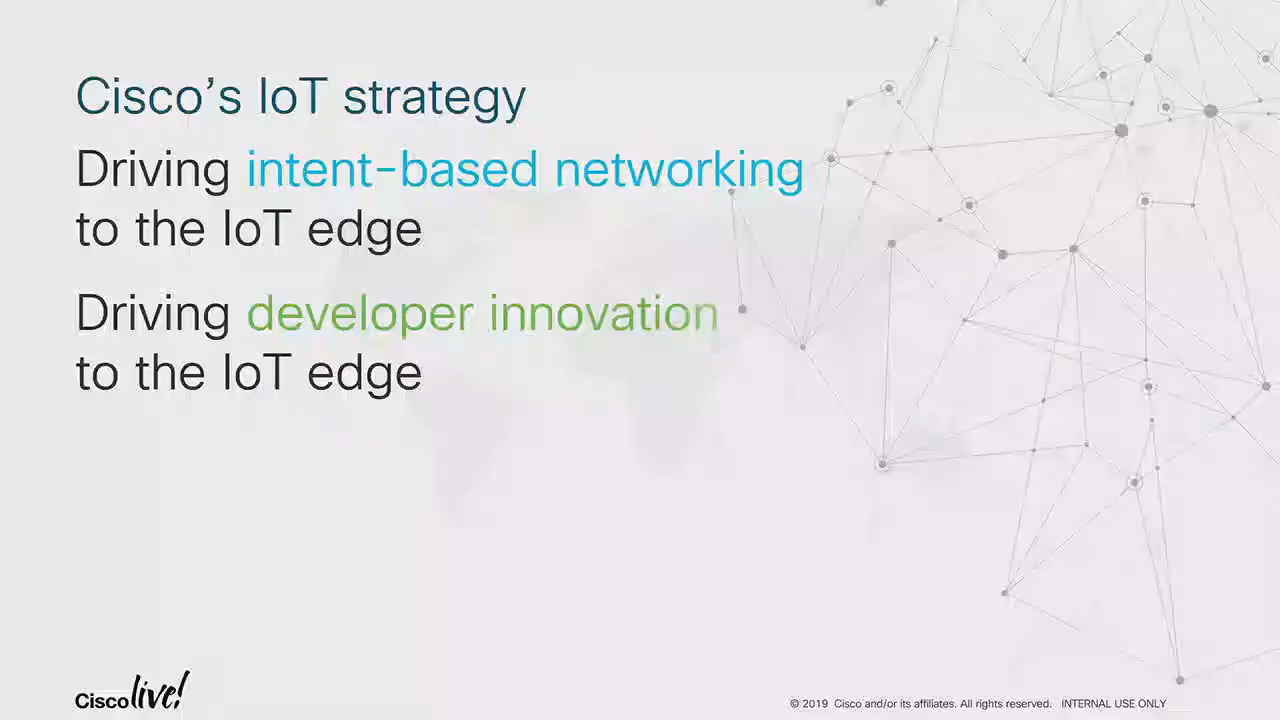 Cisco’s IoT strategy
Driving intent-based networking
to the IoT edge
Driving developer innovation
to the IoT edge
Cisco live!
© 2019 Cisco and/or its affiliates. All rights reserved. INTERNAL USE ONLY